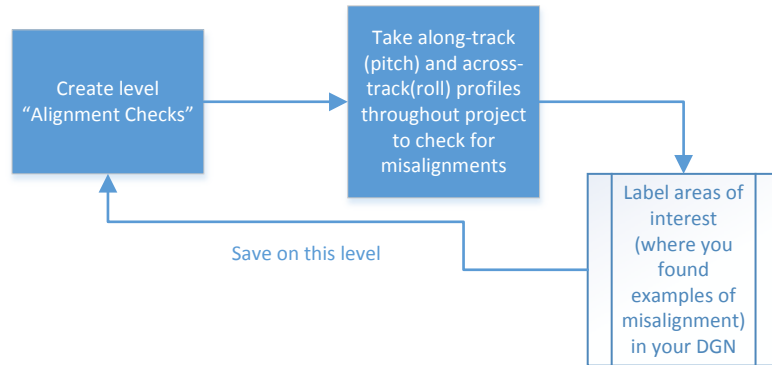 Create level
“Alignment Checks”
Take along-track
(pitch) and across-
track(roll) profiles
throughout project
to check for
misalignments
Label areas of
interest
(where you
found
examples of
misalignment)
in your DGN
Save on this level